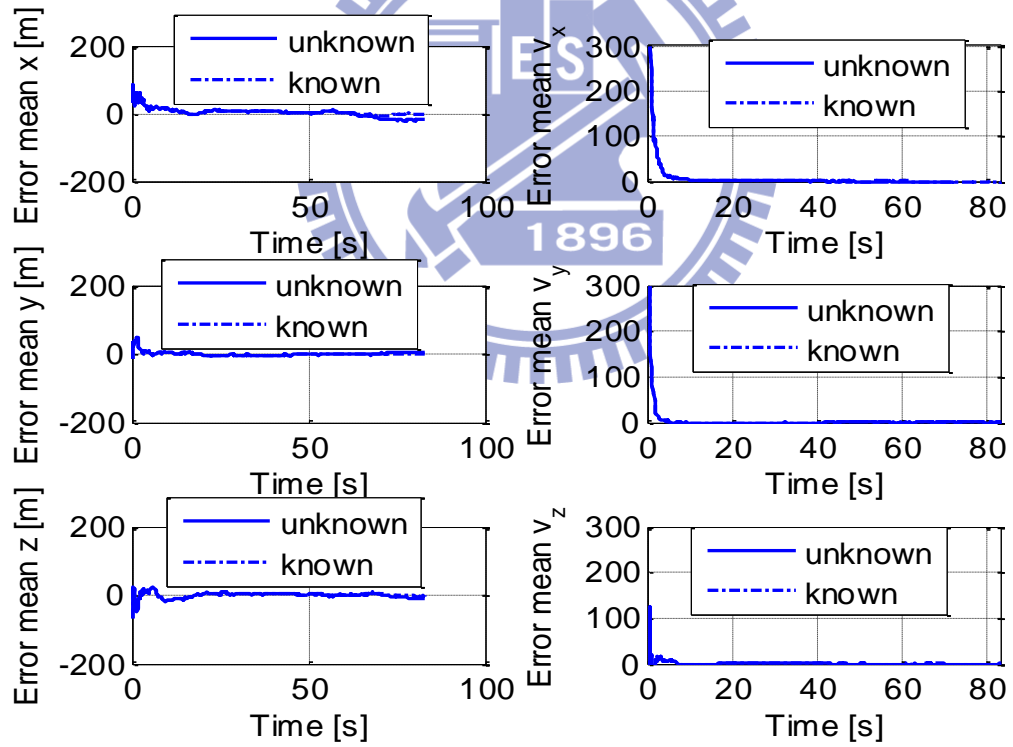 Error mean x [m]
200
0
-200
unknown
known
0
50
100
Time [s]
Error mean v_x
300
200
100
0
unknown
known
0
20
40
60
80
Time [s]
Error mean y [m]
200
0
-200
unknown
known
0
50
100
Time [s]
Error mean v_y
300
200
100
0
unknown
known
0
20
40
60
80
Time [s]
Error mean z [m]
200
0
-200
unknown
known
0
50
100
Time [s]
Error mean v_z
300
200
100
0
unknown
known
0
20
40
60
80
Time [s]
ES
1896